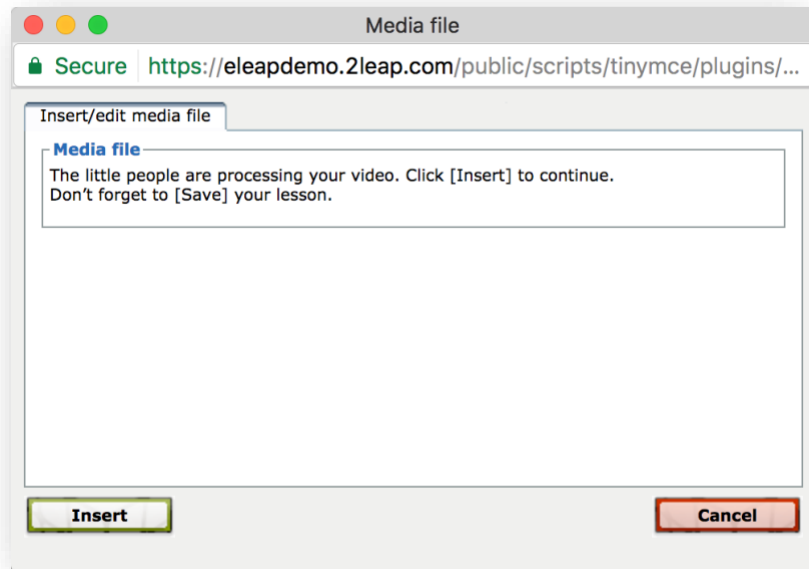 Media file
Secure https://eleapdemo.2leap.com/public/scripts/tinymce/plugins/...
Insert/edit media file
Media file
The little people are processing your video. Click [Insert] to continue.
Don't forget to [Save] your lesson.
Insert Cancel